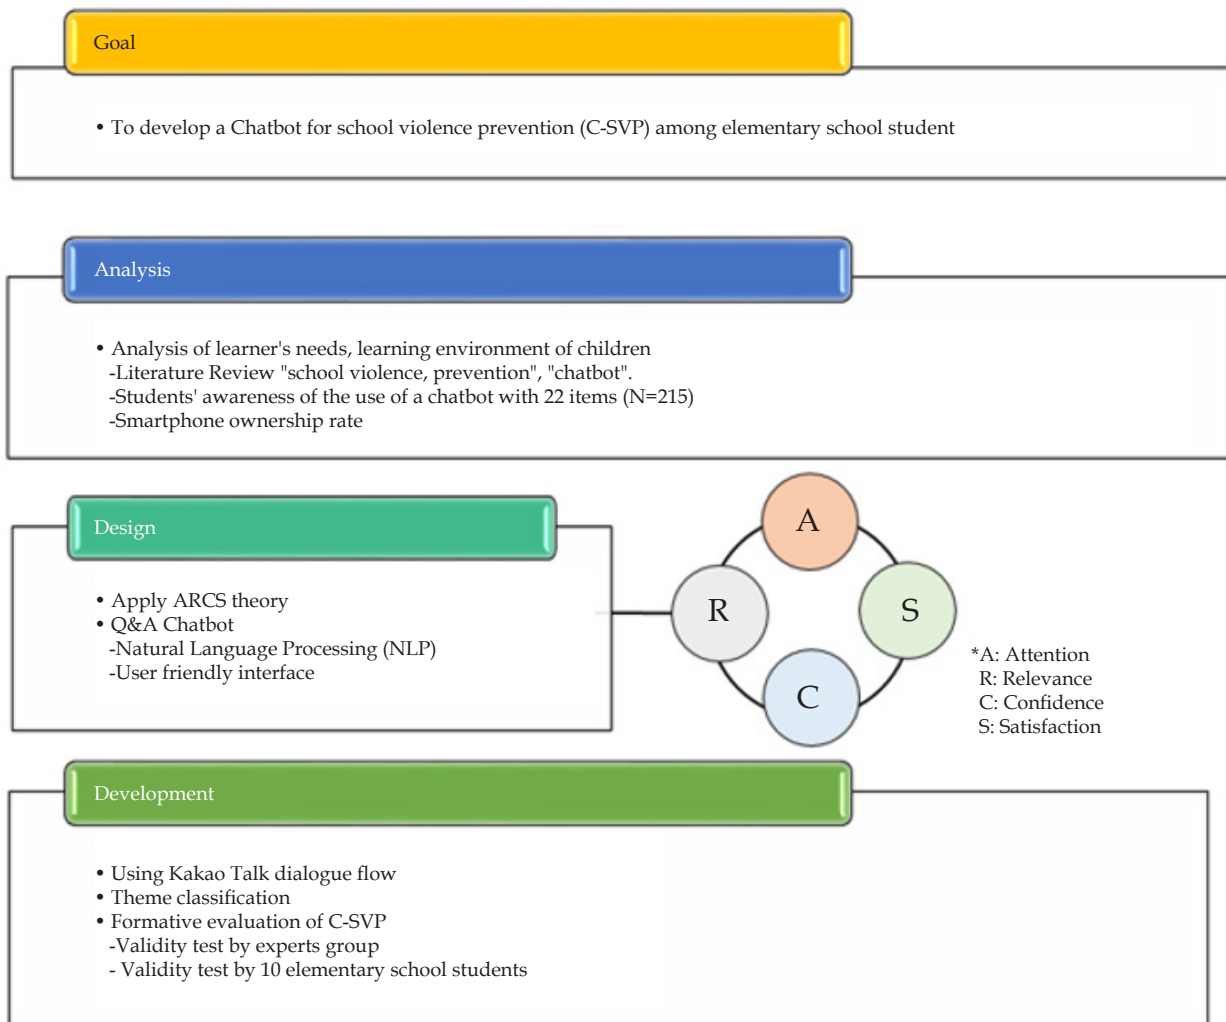 Goal
• To develop a Chatbot for school violence prevention (C-SVP) among elementary school student
Analysis
• Analysis of learner's needs, learning environment of children
-Literature Review "school violence, prevention", "chatbot".
-Students' awareness of the use of a chatbot with 22 items (N=215)
-Smartphone ownership rate
Design
• Apply ARCS theory
• Q&A Chatbot
-Natural Language Processing (NLP)
-User friendly interface
A
R
S
C
*A: Attention
R: Relevance
C: Confidence
S: Satisfaction
Development
• Using Kakao Talk dialogue flow
• Theme classification
• Formative evaluation of C-SVP
-Validity test by experts group
- Validity test by 10 elementary school students